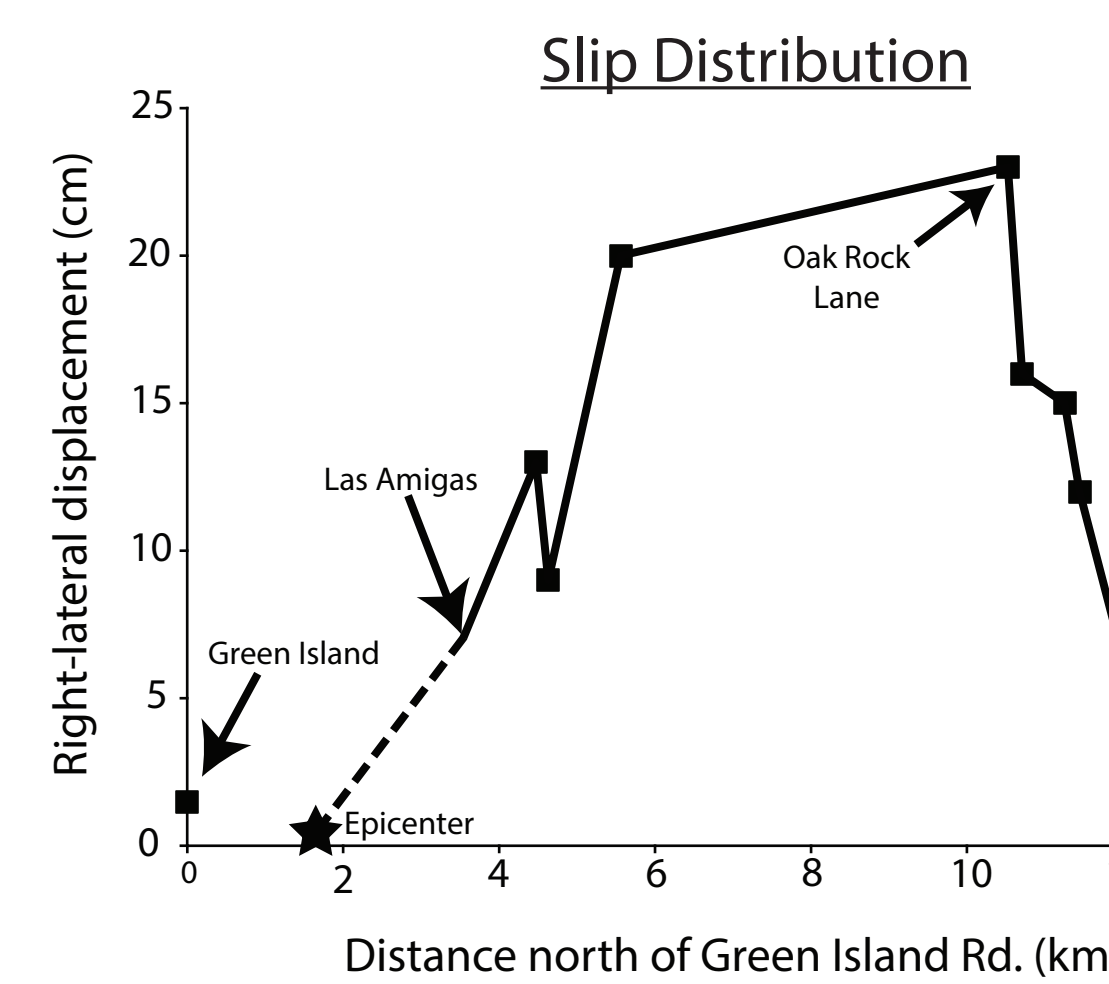 Slip Distribution
25
20
15
10
5
0
Right-lateral displacement (cm)
Oak Rock
Lane
Las Amigas
Green Island
Epicenter
0 2 4 6 8 10
Distance north of Green Island Rd. (km